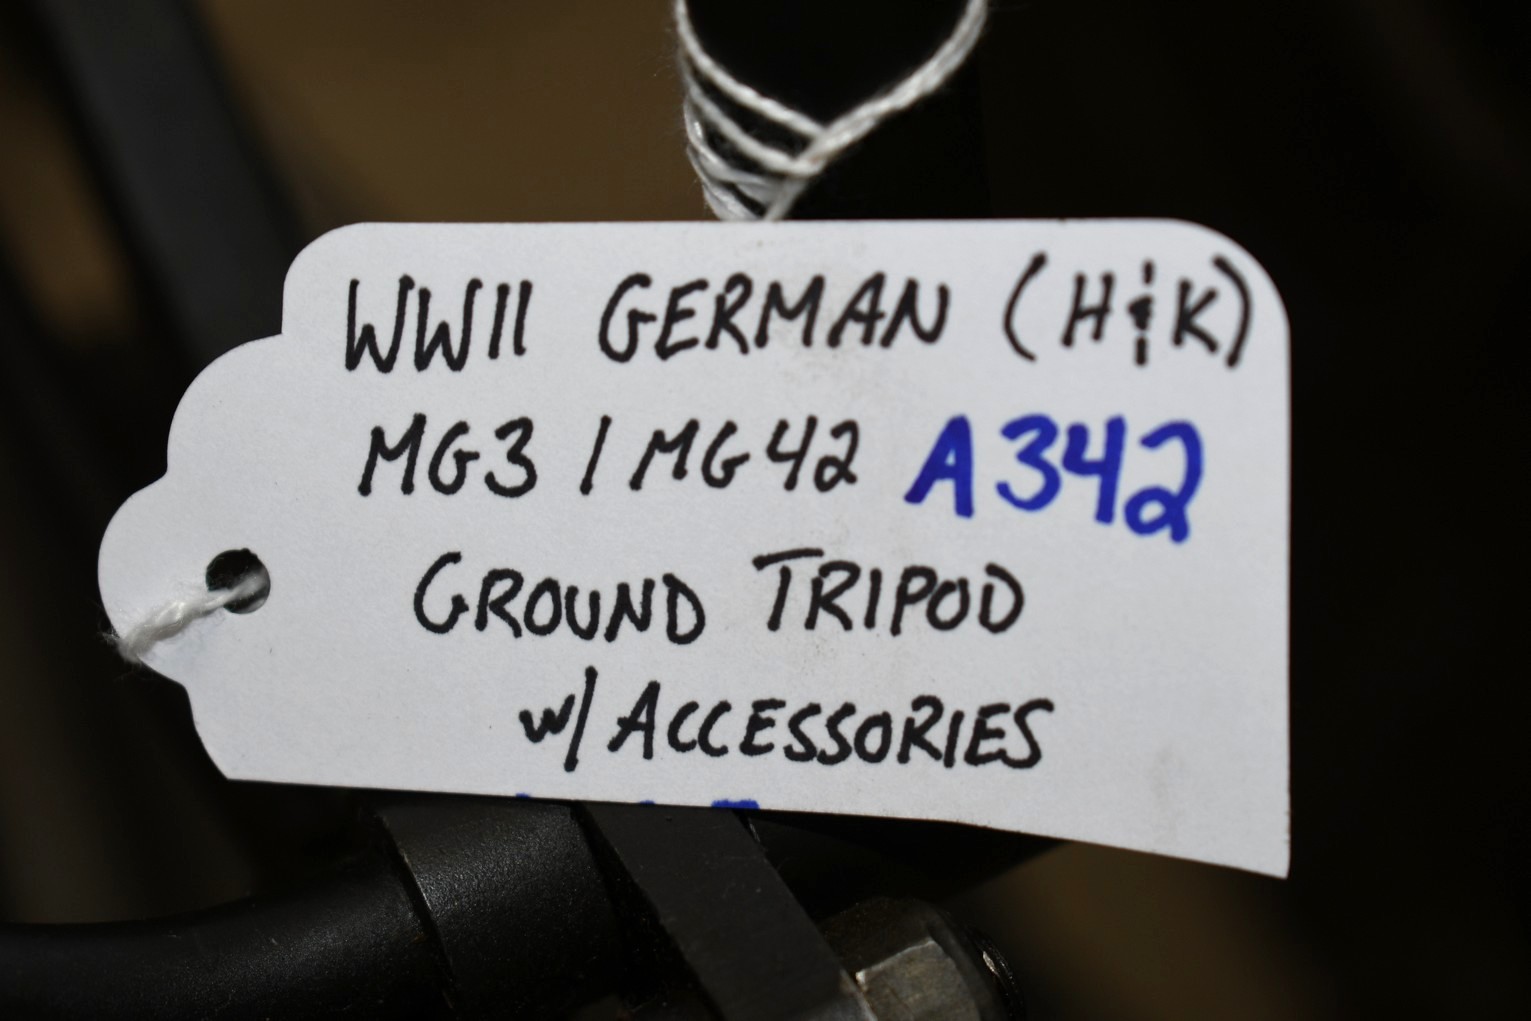 WWII GERMAN (H&K)
MG3 / MG42 A342
GROUND TRIPOD
w/ ACCESSORIES